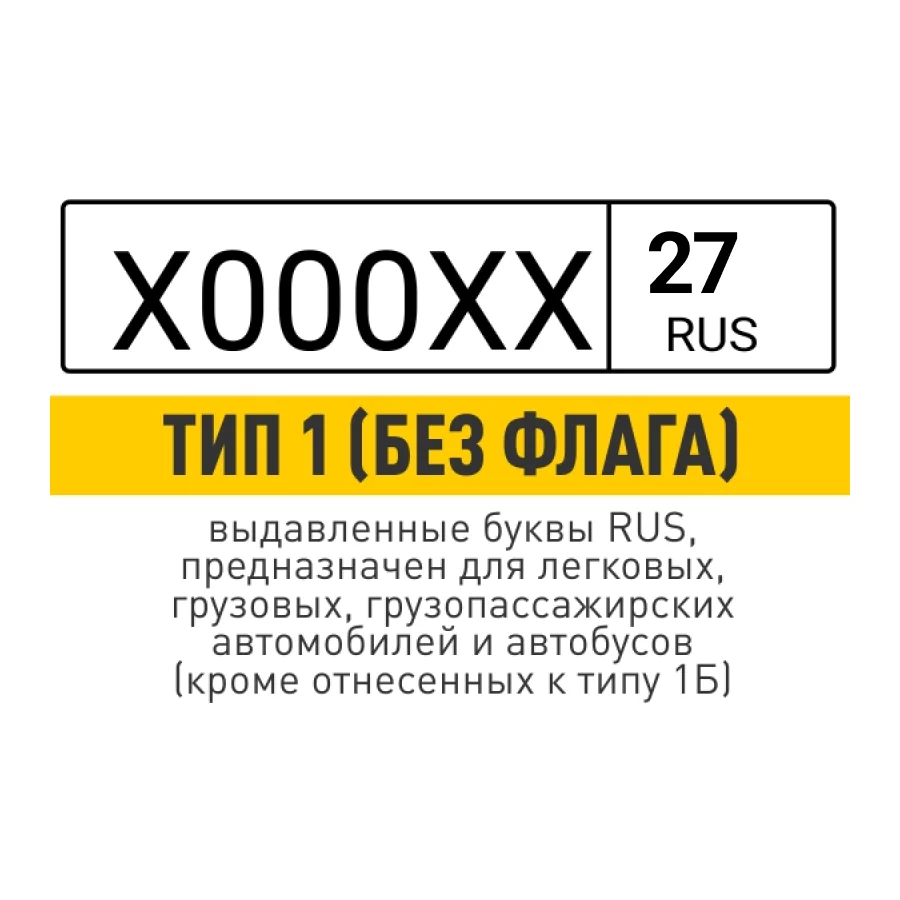 Х000ХХ 27
RUS
ТИП 1 (БЕЗ ФЛАГА)
выдавленные буквы RUS,
предназначен для легковых,
грузовых, грузопассажирских
автомобилей и автобусов
(кроме отнесенных к типу 1Б)